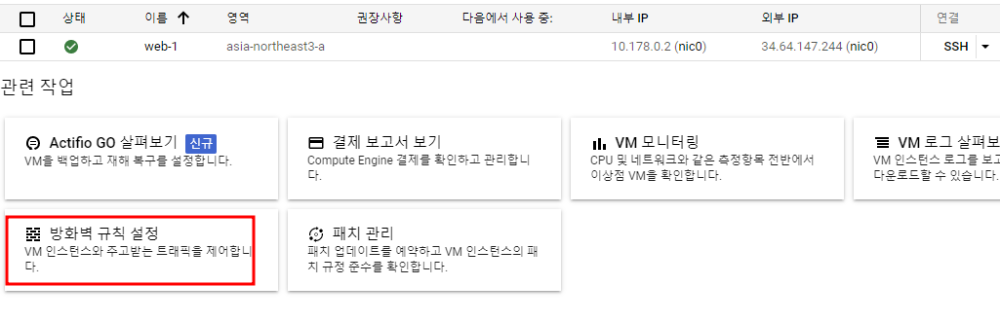 상태 이름 영역 권장사항 다음에서 사용 중: 내부 IP 외부 IP 연결
web-1 asia-northeast3-a 10.178.0.2 (nic0) 34.64.147.244 (nic0) SSH
관련 작업
Actifio GO 살펴보기 신규
VM을 백업하고 재해 복구를 설정합니다.
결제 보고서 보기
Compute Engine 결제를 확인하고 관리합니
다.
VM 모니터링
CPU 및 네트워크와 같은 측정항목 전반에서
이상점 VM을 확인합니다.
VM 로그 살펴보
VM 인스턴스 로그를 보고
다운로드할 수 있습니다.
방화벽 규칙 설정
VM 인스턴스와 주고받는 트래픽을 제어합니
다.
패치 관리
패치 업데이트를 예약하고 VM 인스턴스의 패
치 규정 준수를 확인합니다.